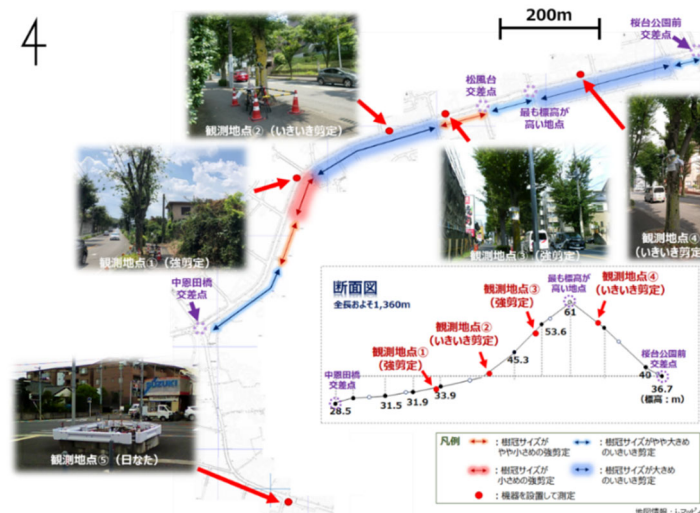 200m
桜台公園前
交差点
松風台
交差点
最も標高が
高い地点
観測地点②（いきいき剪定）
観測地点①（強剪定）
観測地点③（強剪定）
観測地点④
（いきいき剪定）
中恩田橋
交差点
SUZUKI
観測地点⑤（日なた）
断面図
全長およそ1,360m
最も標高が
高い地点
61
観測地点④
（いきいき剪定）
観測地点③
（強剪定）
53.6
観測地点②
（いきいき剪定）
45.3
観測地点①
（強剪定）
中恩田橋
交差点
28.5
31.5
31.9
33.9
桜台公園前
交差点
40
36.7
（標高：m）
凡例
：樹冠サイズが
やや小さめの強剪定
：樹冠サイズがやや大きめ
のいきいき剪定
：樹冠サイズが
小さめの強剪定
：樹冠サイズが大きめ
のいきいき剪定
：機器を設置して測定